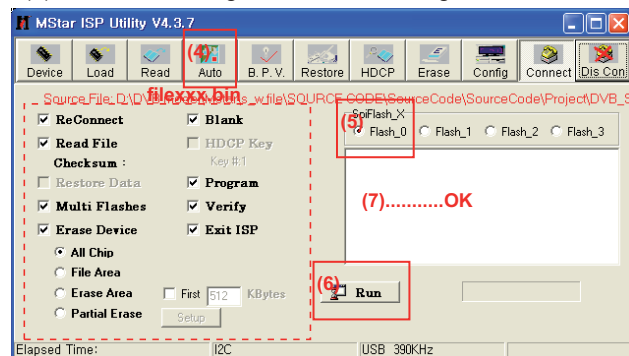 MStar ISP Utility V4.3.7
(4)
Device Load Read Auto B. P. V. Restore HDCP Erase Config Connect Dis Con
filexx.bin
ReConnect Blank
Read File HDCP Key
Checksum : Key #:1
Restore Data Program
Multi Flashes Verify
Erase Device Exit ISP
All Chip
File Area
Erase Area First 512 KBytes
Partial Erase Setup
(5)
SpiFlash_X
Flash_0 Flash_1 Flash_2 Flash_3
(7)...........OK
(6)
Run
Elapsed Time: I2C USB 390KHz